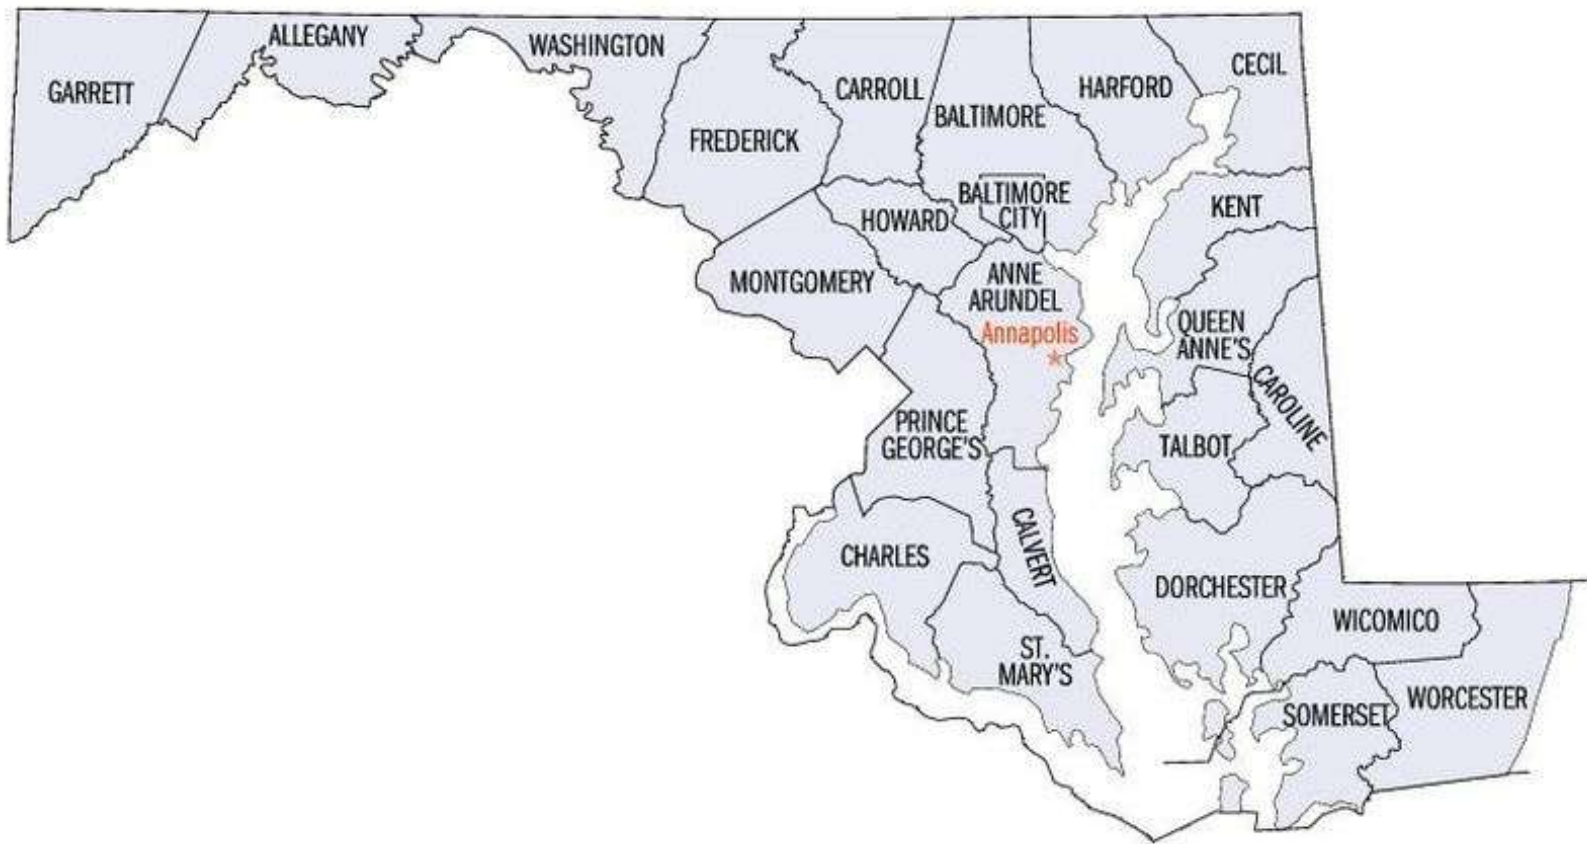 ALLEGANY
WASHINGTON
GARRETT
FREDERICK
CARROLL
BALTIMORE
HARFORD
CECIL
BALTIMORE
CITY
HOWARD
KENT
MONTGOMERY
ANNE
ARUNDEL
Annapolis
*
QUEEN
ANNE'S
CAROLINE
PRINCE
GEORGE'S
TALBOT
CALVERT
CHARLES
DORCHESTER
WICOMICO
ST.
MARY'S
SOMERSET
WORCESTER